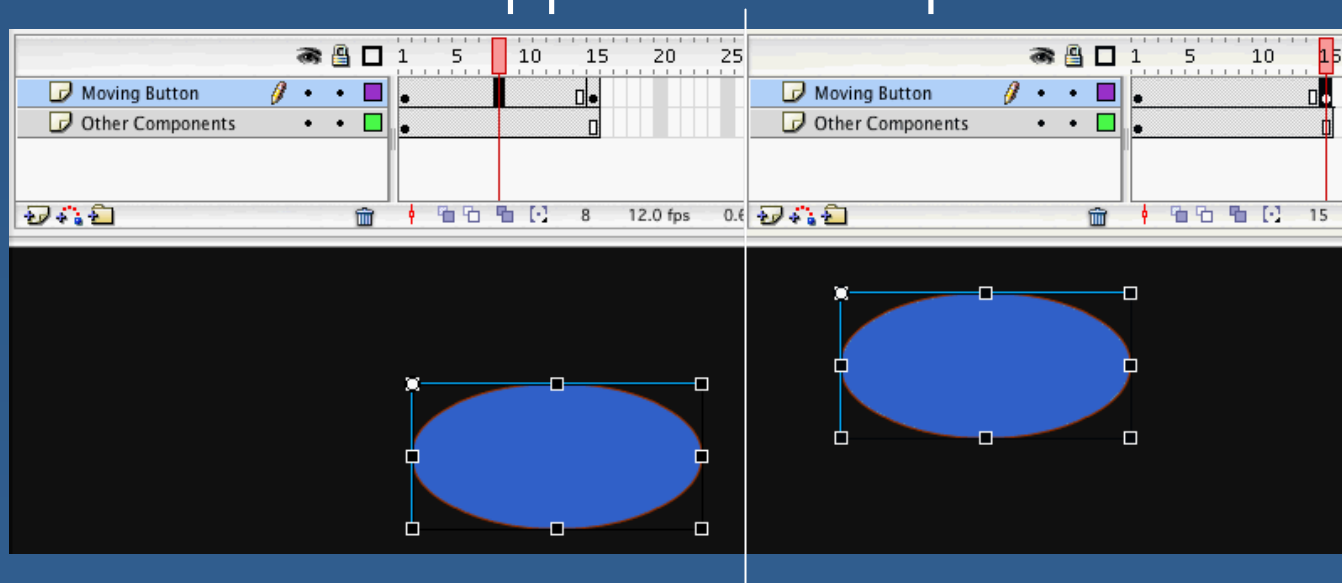 1 5 10 15 20 25
Moving Button
Other Components
8 12.0 fps
1 5 10 15
Moving Button
Other Components
15